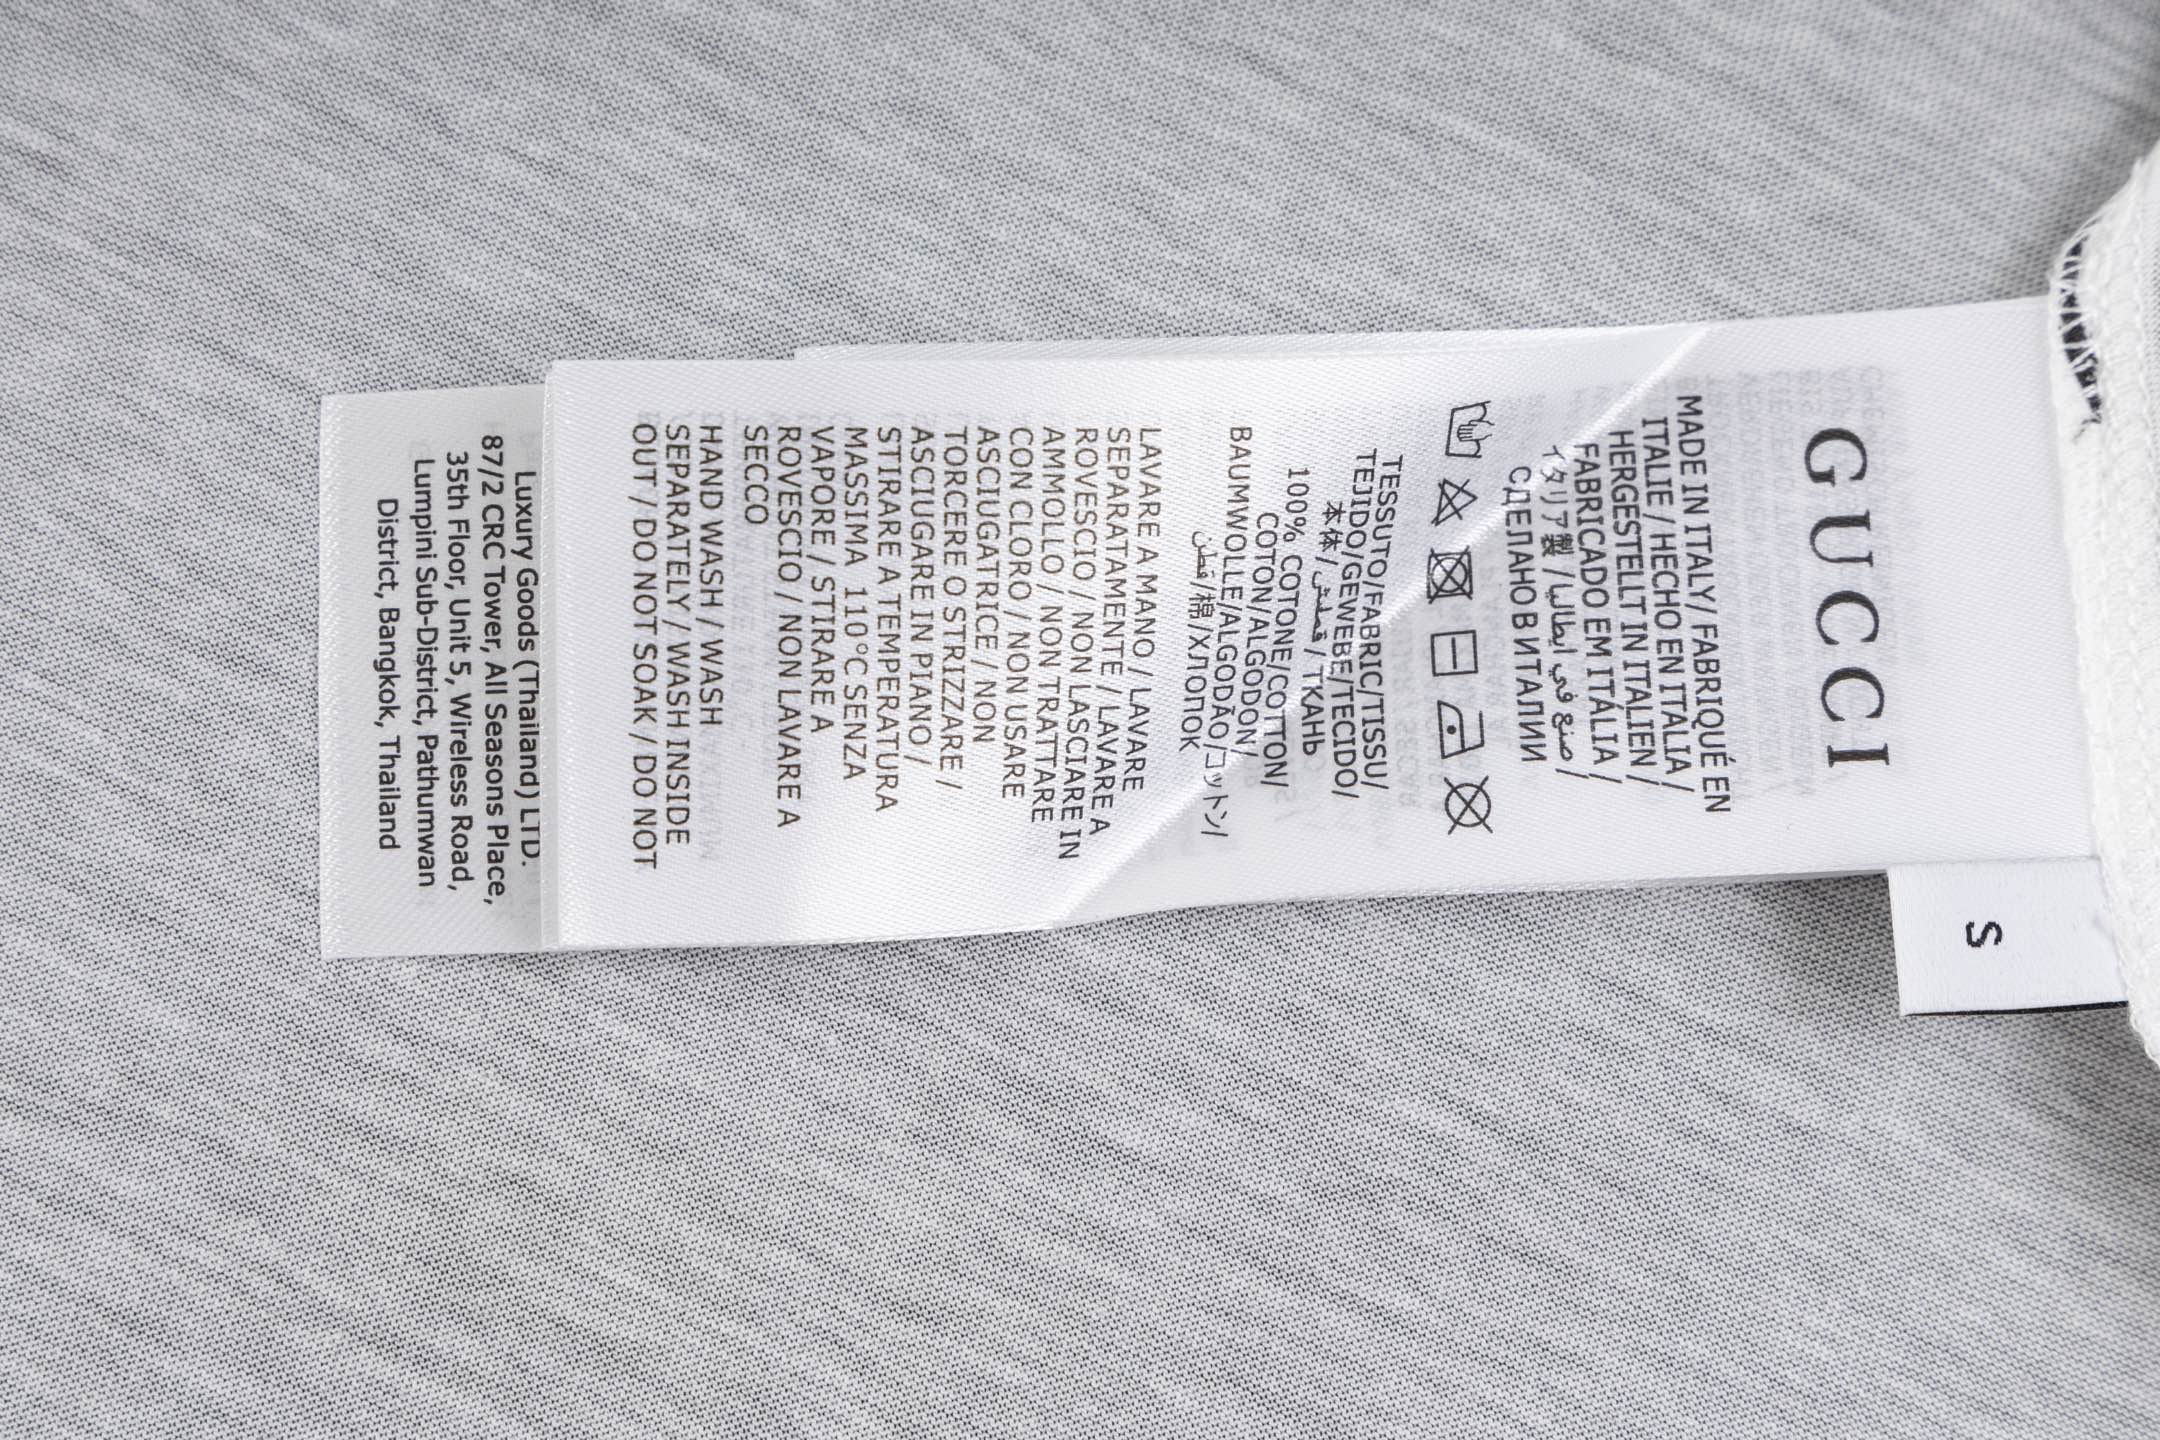 GUCCI
MADE IN ITALY/ FABRIQUÉ EN
ITALIE / HECHO EN ITALIA /
HERGESTELLT IN ITALIEN /
FABRICADO EM ITÁLIA /
イタリア製 / صنع في إيطاليا /
СДЕЛАНО В ИТАЛИИ
TESSUTO/FABRIC/TISSU/
TEJIDO/GEWEBE/TECIDO/
本体 / قماش / ТКАНЬ
100% COTONE/COTTON/
COTON/ALGODON/
BAUMWOLLE/ALGODÃO/コットン/
قطن/棉/ХЛОПОК
LAVARE A MANO / LAVARE
SEPARATAMENTE / LAVARE A
ROVESCIO / NON LASCIARE IN
AMMOLLO / NON TRATTARE
CON CLORO / NON USARE
ASCIUGATRICE / NON
TORCERE O STRIZZARE /
ASCIUGARE IN PIANO /
STIRARE A TEMPERATURA
MASSIMA 110°C SENZA
VAPORE / STIRARE A
ROVESCIO / NON LAVARE A
SECCO
HAND WASH / WASH
SEPARATELY / WASH INSIDE
OUT / DO NOT SOAK / DO NOT
Luxury Goods (Thailand) LTD.
87/2 CRC Tower, All Seasons Place,
35th Floor, Unit 5, Wireless Road,
Lumpini Sub-District, Pathumwan
District, Bangkok, Thailand
S